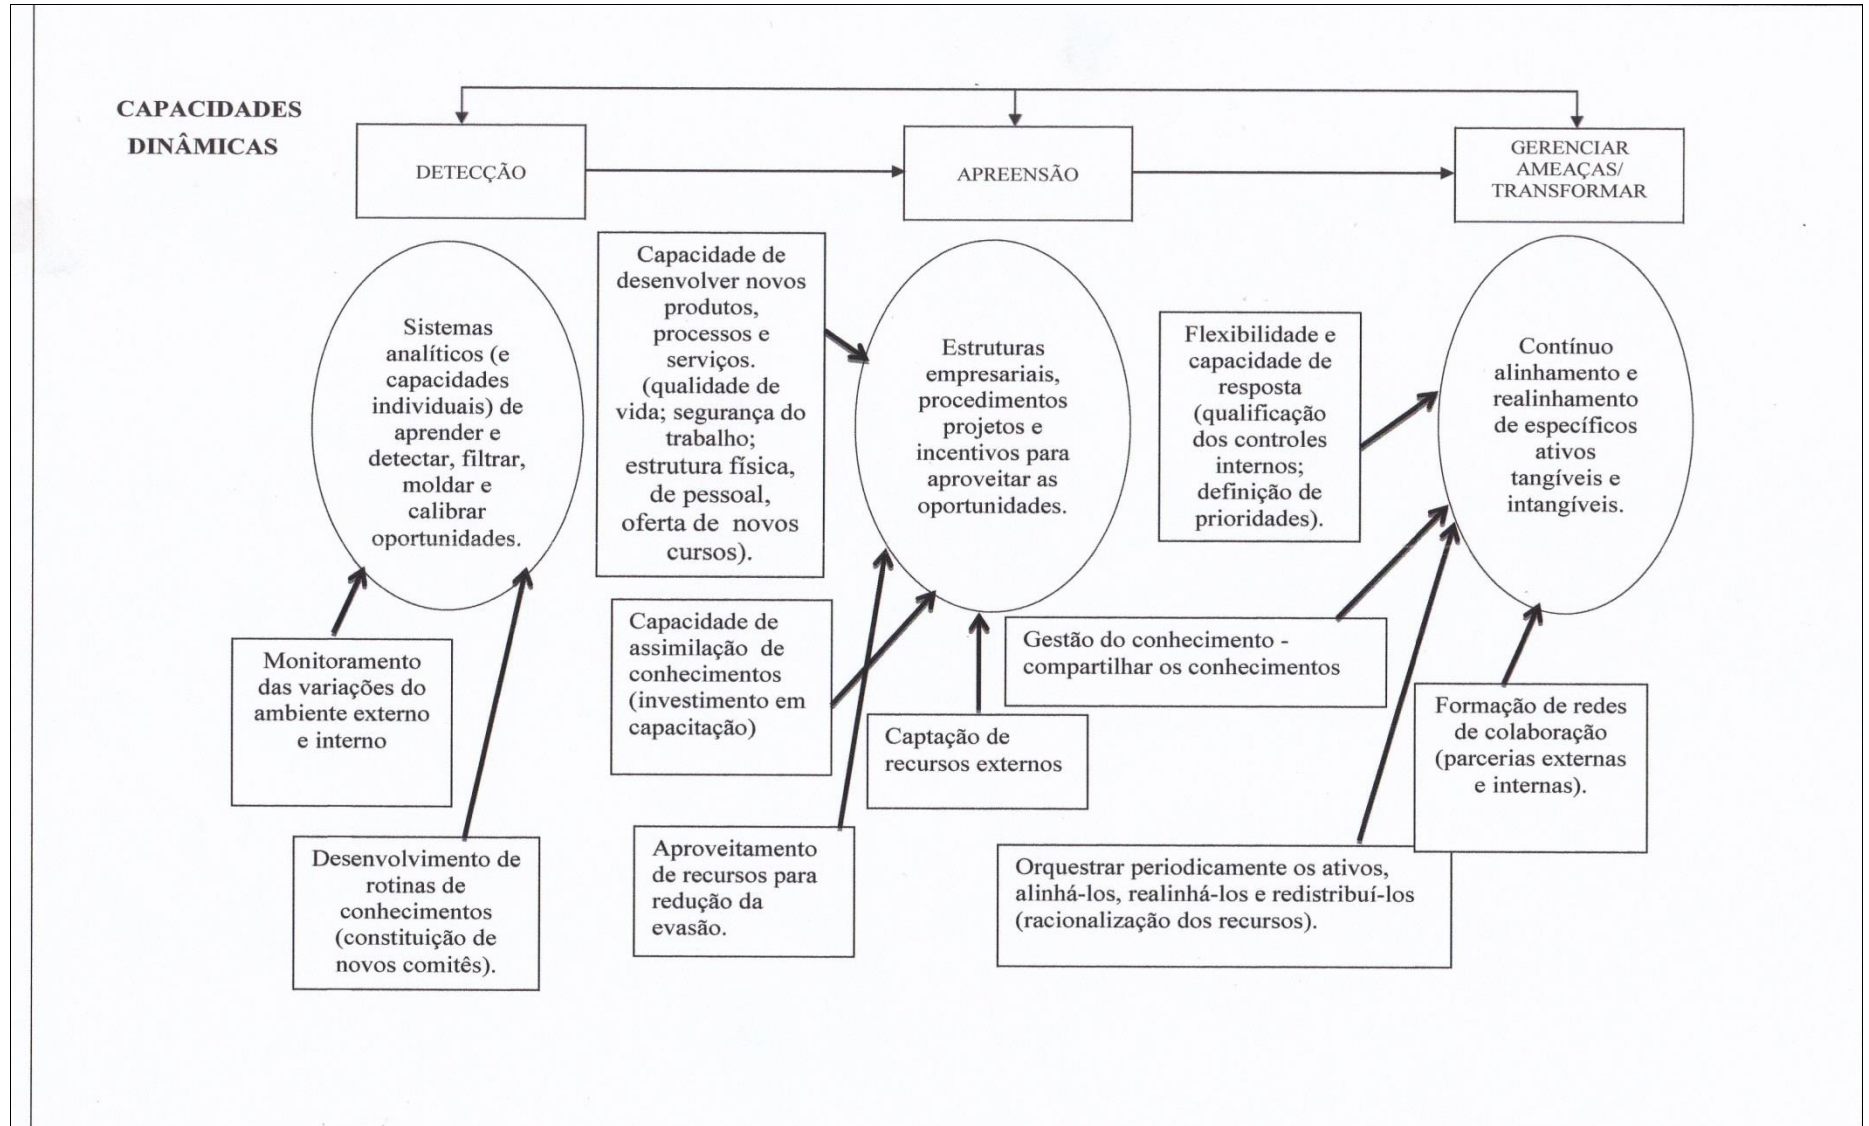 CAPACIDADES
DINÂMICAS
DETECÇÃO
APREENSÃO
GERENCIAR
AMEAÇAS/
TRANSFORMAR
Sistemas
analíticos (e
capacidades
individuais) de
aprender e
detectar, filtrar,
moldar e
calibrar
oportunidades.
Capacidade de
desenvolver novos
produtos,
processos e
serviços.
(qualidade de
vida; segurança do
trabalho;
estrutura física,
de pessoal,
oferta de novos
cursos).
Estruturas
empresariais,
procedimentos
projetos e
incentivos para
aproveitar as
oportunidades.
Flexibilidade e
capacidade de
resposta
(qualificação
dos controles
internos;
definição de
prioridades).
Contínuo
alinhamento e
realinhamento
de específicos
ativos
tangíveis e
intangíveis.
Monitoramento
das variações do
ambiente externo
e interno
Capacidade de
assimilação de
conhecimentos
(investimento em
capacitação)
Captação de
recursos externos
Gestão do conhecimento -
compartilhar os conhecimentos
Formação de redes
de colaboração
(parcerias externas
e internas).
Desenvolvimento de
rotinas de
conhecimentos
(constituição de
novos comitês).
Aproveitamento
de recursos para
redução da
evasão.
Orquestrar periodicamente os ativos,
alinhá-los, realinhá-los e redistribuí-los
(racionalização dos recursos).